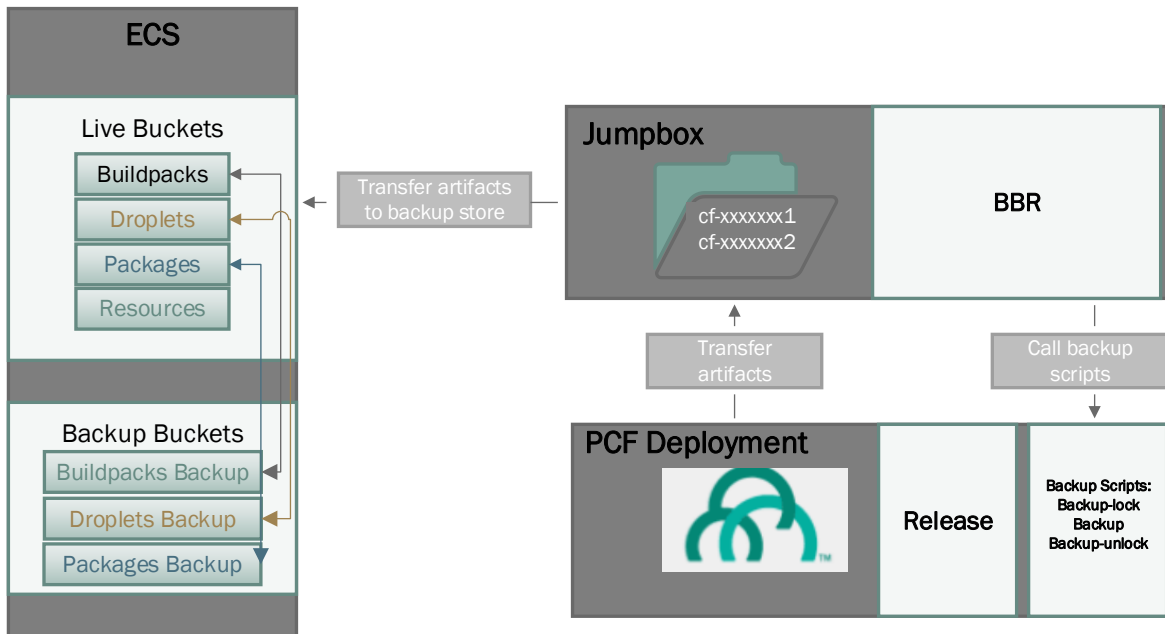 ECS
Live Buckets
Buildpacks
Droplets
Packages
Resources
Backup Buckets
Buildpacks Backup
Droplets Backup
Packages Backup
Transfer artifacts
to backup store
Jumpbox
cf-xxxxxxx1
cf-xxxxxxx2
BBR
Transfer
artifacts
Call backup
scripts
PCF Deployment
TM
Release
Backup Scripts:
Backup-lock
Backup
Backup-unlock